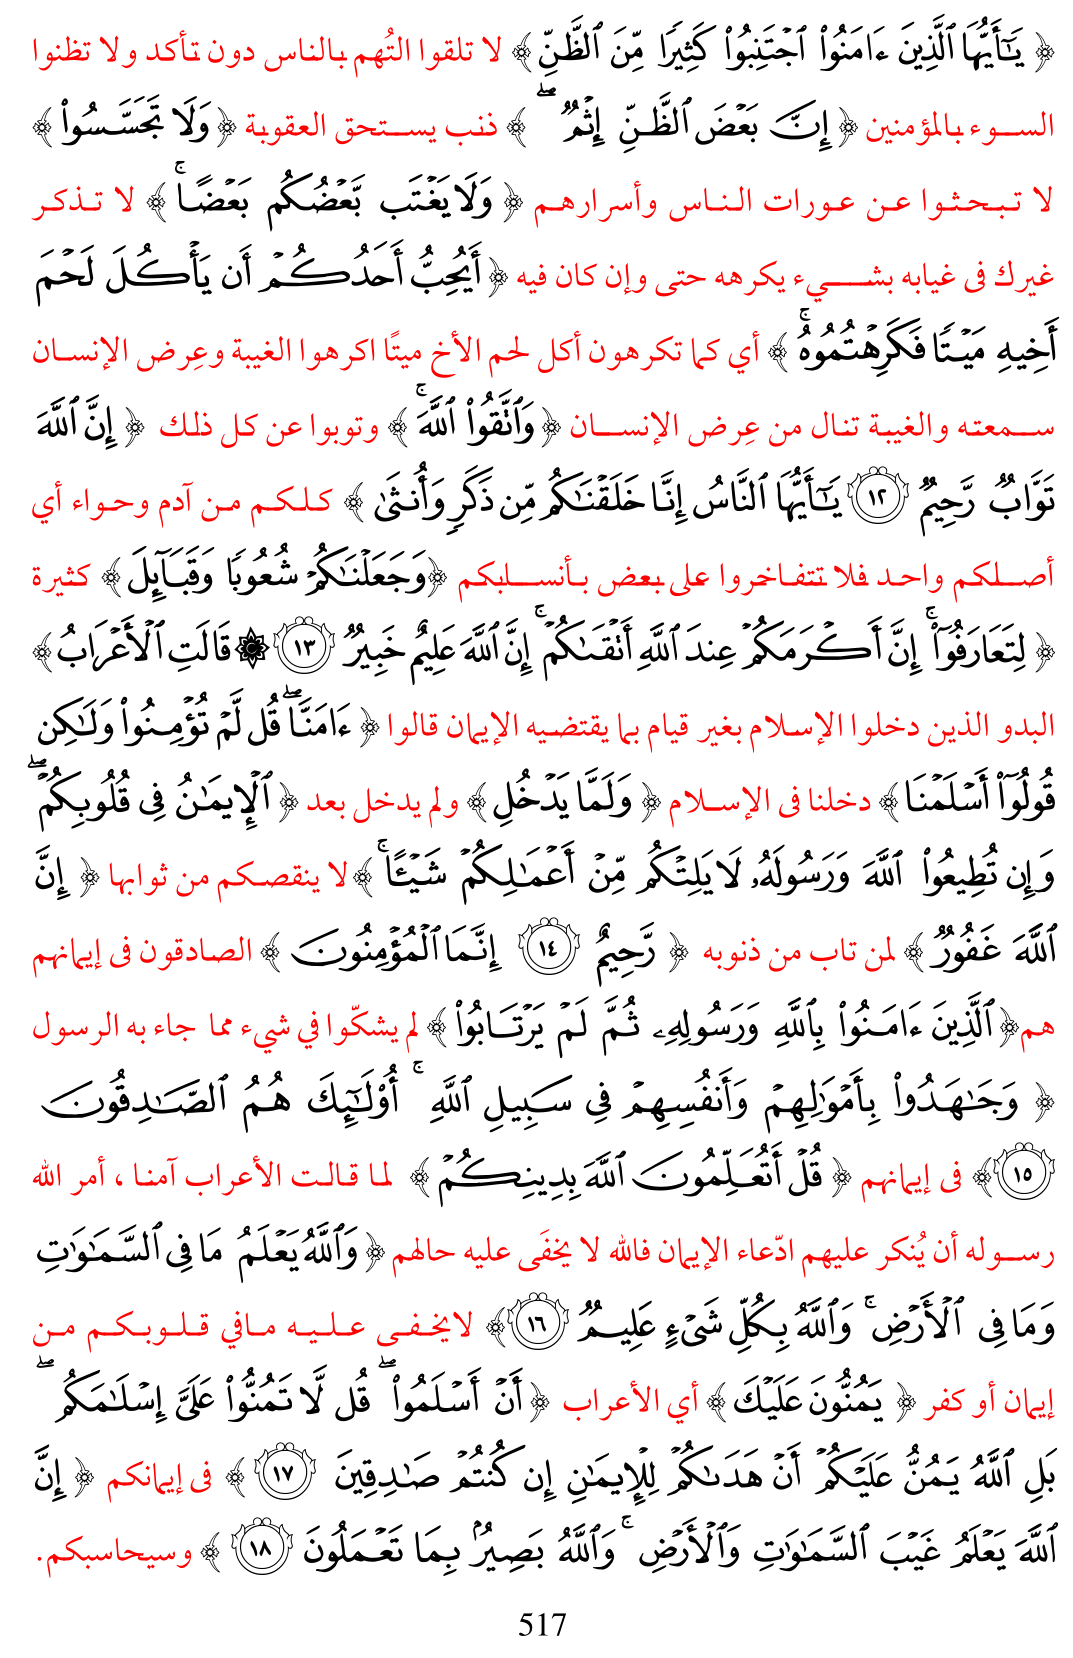 ﴿ يَـٰٓأَيُّهَا ٱلَّذِينَ ءَامَنُواْ ٱجۡتَنِبُواْ كَثِيرٗا مِّنَ ٱلظَّنِّ ﴾ لا تلقوا التُهم بالناس دون تأكد ولا تظنوا
السوء بالمؤمنين ﴿ إِنَّ بَعۡضَ ٱلظَّنِّ إِثۡمٞۖ ﴾ ذنب يستحق العقوبة ﴿ وَلَا تَجَسَّسُواْ ﴾
لا تبحثوا عن عورات الناس وأسرارهم ﴿ وَلَا يَغۡتَب بَّعۡضُكُم بَعۡضًاۚ ﴾ لا تذكر
غيرك فى غيابه بشيء يكرهه حتى وإن كان فيه ﴿ أَيُحِبُّ أَحَدُكُمۡ أَن يَأۡكُلَ لَحۡمَ
أَخِيهِ مَيۡتٗا فَكَرِهۡتُمُوهُۚ ﴾ أي كما تكرهون أكل لحم الأخ ميتًا اكرهوا الغيبة وعِرض الإنسان
سمعته والغيبة تنال من عِرض الإنسان ﴿ وَٱتَّقُواْ ٱللَّهَۚ ﴾ وتوبوا عن كل ذلك ﴿ إِنَّ ٱللَّهَ
تَوَّابٞ رَّحِيمٞ ١٢ يَـٰٓأَيُّهَا ٱلنَّاسُ إِنَّا خَلَقۡنَٰكُم مِّن ذَكَرٖ وَأُنثَىٰ ﴾ كلكم من آدم وحواء أي
أصلكم واحد فلا تتفاخروا على بعض بأنسلبكم ﴿وَجَعَلۡنَٰكُمۡ شُعُوبٗا وَقَبَآئِلَ ﴾ كثيرة
﴿ لِتَعَارَفُوٓاْۚ إِنَّ أَكۡرَمَكُمۡ عِندَ ٱللَّهِ أَتۡقَىٰكُمۡۚ إِنَّ ٱللَّهَ عَلِيمٌ خَبِيرٞ ١٣ ۞ قَالَتِ ٱلۡأَعۡرَابُ ﴾
البدو الذين دخلوا الإسلام بغير قيام بما يقتضيه الإيمان قالوا ﴿ ءَامَنَّاۖ قُل لَّمۡ تُؤۡمِنُواْ وَلَٰكِن
قُولُوٓاْ أَسۡلَمۡنَا ﴾ دخلنا فى الإسلام ﴿ وَلَمَّا يَدۡخُلِ ﴾ ولم يدخل بعد ﴿ ٱلۡإِيمَٰنُ فِي قُلُوبِكُمۡۖ
وَإِن تُطِيعُواْ ٱللَّهَ وَرَسُولَهُۥ لَا يَلِتۡكُم مِّنۡ أَعۡمَٰلِكُمۡ شَيۡـًٔاۚ ﴾ لا ينقصكم من ثوابها ﴿ إِنَّ
ٱللَّهَ غَفُورٞ ﴾ لمن تاب من ذنوبه ﴿ رَّحِيمٌ ١٤ إِنَّمَا ٱلۡمُؤۡمِنُونَ ﴾ الصادقون فى إيمانهم
هم ﴿ ٱلَّذِينَ ءَامَنُواْ بِٱللَّهِ وَرَسُولِهِۦ ثُمَّ لَمۡ يَرۡتَابُواْ ﴾ لم يشكّوا في شيء مما جاء به الرسول
﴿ وَجَٰهَدُواْ بِأَمۡوَٰلِهِمۡ وَأَنفُسِهِمۡ فِي سَبِيلِ ٱللَّهِۚ أُوْلَـٰٓئِكَ هُمُ ٱلصَّـٰدِقُونَ
١٥ ﴾ فى إيمانهم ﴿ قُلۡ أَتُعَلِّمُونَ ٱللَّهَ بِدِينِكُمۡ ﴾ لما قالت الأعراب آمنا ، أمر الله
رسوله أن يُنكر عليهم ادّعاء الإيمان فالله لا يخفَى عليه حالهم ﴿ وَٱللَّهُ يَعۡلَمُ مَا فِي ٱلسَّمَٰوَٰتِ
وَمَا فِي ٱلۡأَرۡضِۚ وَٱللَّهُ بِكُلِّ شَيۡءٍ عَلِيمٞ ١٦ ﴾ لايخفى عليه مافي قلوبكم من
إيمان أو كفر ﴿ يَمُنُّونَ عَلَيۡكَ ﴾ أي الأعراب ﴿ أَنۡ أَسۡلَمُواْۖ قُل لَّا تَمُنُّواْ عَلَيَّ إِسۡلَٰمَكُمۖ
بَلِ ٱللَّهُ يَمُنُّ عَلَيۡكُمۡ أَنۡ هَدَىٰكُمۡ لِلۡإِيمَٰنِ إِن كُنتُمۡ صَٰدِقِينَ ١٧ ﴾ فى إيمانكم ﴿ إِنَّ
ٱللَّهَ يَعۡلَمُ غَيۡبَ ٱلسَّمَٰوَٰتِ وَٱلۡأَرۡضِۚ وَٱللَّهُ بَصِيرُۢ بِمَا تَعۡمَلُونَ ١٨ ﴾ وسيحاسبكم.
517